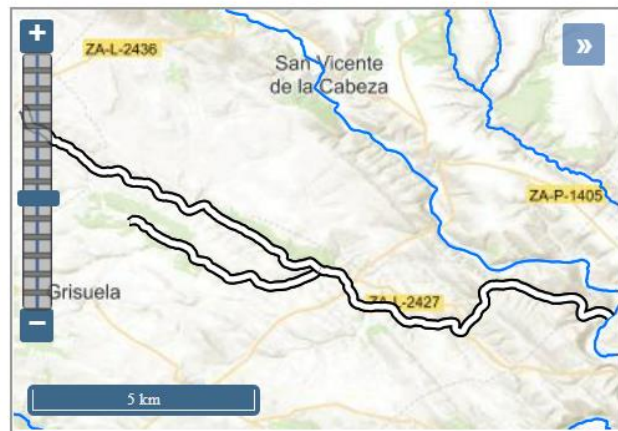 +
»
ZA-L-2436
San Vicente
de la Cabeza
ZA-P-1405
Grisuela
ZA-L-2427
−
5 km